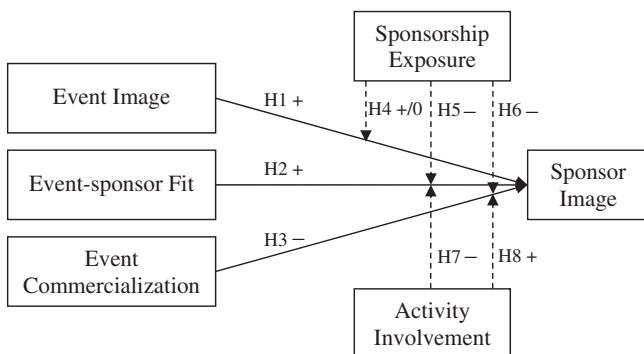 Sponsorship
Exposure
Event Image
H1 +
H4 +/0
H5 –
H6 –
Event-sponsor Fit
H2 +
Sponsor
Image
Event
Commercialization
H3 –
H7 –
H8 +
Activity
Involvement